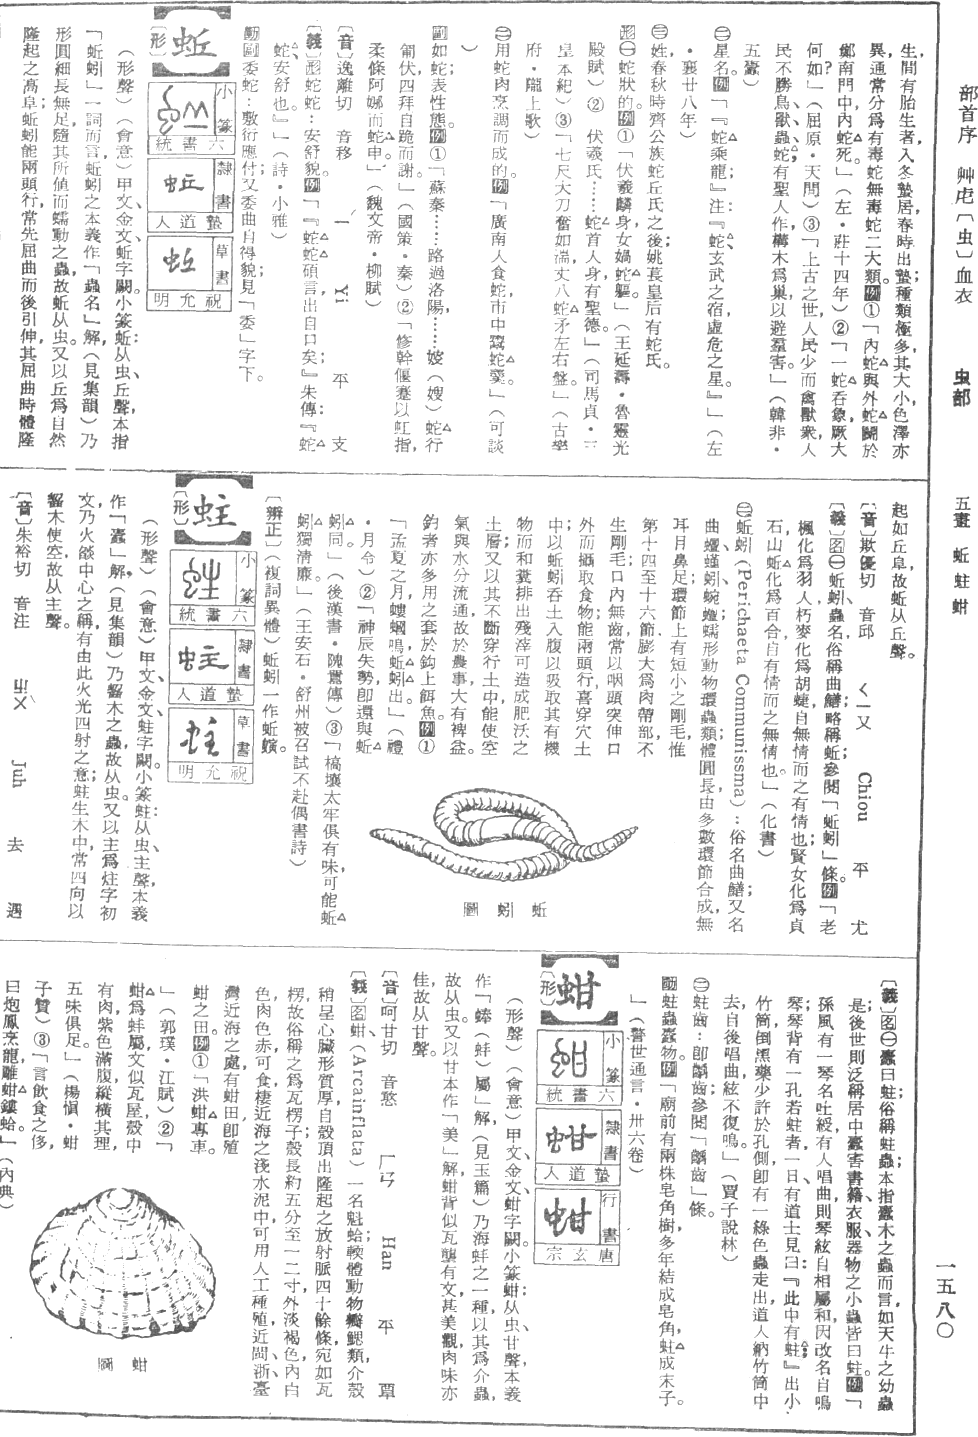 部首序　艸虍〔虫〕血衣　虫部　五畫　蚯蛀蚶　一五八〇
生，間有胎生者，入冬蟄居，春時出蟄；種類極多，其大小色澤亦
異，通常分爲有毒蛇無毒蛇二大類。例①「內蛇與外蛇鬬於
鄭南門中，內蛇死。」（左・莊十四年）②「一蛇吞象，厥大
何如？」（屈原・天問）③「上古之世，人民少而禽獸衆，人
民不勝鳥獸蟲蛇，有聖人作，構木爲巢，以避羣害。」（韓非・
五蠹）
㊁星名。例「『蛇乘龍』注：『蛇，玄武之宿，虛危之星。』」（左
・襄廿八年）
㊂姓，春秋時齊公族蛇丘氏之後；姚萇皇后有蛇氏。
形㊀蛇狀的。例①「伏羲麟身，女媧蛇軀。」（王延壽・魯靈光
殿賦）②　伏羲氏……蛇首人身，有聖德。」（司馬貞・三
皇本紀）③「七尺大刀奮如湍，丈八蛇矛左右盤。」（古樂
府・隴上歌）
㊁用蛇肉烹調而成的。例「廣南人食蛇，市中鬻蛇羹。」（可談
）
副如蛇；表性態。例①「蘇秦……路過洛陽……嫂（嫂）蛇行
匍伏，四拜自跪而謝。」（國策・秦）②「修幹偃蹇以虹指，
柔條阿娜而蛇申。」（魏文帝・柳賦）
〔音〕逸離切　音移　ㄧ　Yi　平　支
〔義〕形蛇蛇：安舒貌。例「『蛇蛇碩言，出自口矣』朱傳：『蛇
蛇，安舒也。』」（詩・小雅）
動副委蛇：敷衍應付；又委曲自得貌；見「委」字下。
蚯
〔形〕
小篆　六書統
隸書　蟄道人
草書　祝允明
（形聲）（會意）甲文、金文、蚯字闕。小篆蚯：从虫、丘聲，本指
「蚯蚓」一詞而言，蚯蚓之本義作「蟲名」解，（見集韻）乃
形圓細長無足，隨其所値而蠕動之蟲，故蚯从虫。又以丘爲自然
隆起之高阜，蚯蚓能兩頭行，常先屈曲而後引伸，其屈曲時體隆
起如丘阜，故蚯从丘聲。
〔音〕欺優切　音邱　ㄑㄧㄡ　Chiou　平　尤
〔義〕名㊀蚯蚓，蟲名，俗稱曲鱔，略稱蚯；參閱「蚯蚓」條。例「老
楓化爲羽人，朽麥化爲胡蝶，自無情而之有情也；賢女化爲貞
石，山蚯化爲百合，自有情而之無情也。」（化書）
㊁蚯蚓（Perichaeta Communissma）：俗名曲鱔；又名
曲蟺、螼蚓、蜿蟺；蠕形動物環蟲類；體圓長，由多數環節合成，無
耳目鼻足；環節上有短小之剛毛，惟
第十四至十六節，膨大爲肉帶部，不
生剛毛；口內無齒，常以咽頭突伸口
外而攝取食物；能兩頭行，喜穿穴土
中；以蚯蚓吞土入腹，以吸取其有機
物而和糞排出殘滓，可造成肥沃之
土層；又以其不斷穿行土中，能使空
氣與水分流通，故於農事大有裨益。
釣者亦多用之套於鈎上餌魚。例①
「孟夏之月，螻蟈鳴，蚯蚓出。」（禮
・月令）②「神辰失勢，即還與蚯
蚓同。」（後漢書・隗囂傳）③「槁壤太牢俱有味，可能蚯
蚓獨清廉。」（王安石・舒州被召試不赴偶書詩）
〔辨正〕（複詞異體）蚯蚓一作蚯螾。
蚯蚓圖
蛀
〔形〕
小篆　六書統
隸書　蟄道人
草書　祝允明
（形聲）（會意）甲文、金文、蛀字闕。小篆蛀：从虫、主聲，本義
作「蠹」解，（見集韻）乃齧木之蟲，故从虫。又以主爲炷字初
文，乃火燄中心之稱，有由此火光四射之意；蛀生木中，常四向以
齧木使空，故从主聲。
〔音〕朱裕切　音注　ㄓㄨ　Juh　去　遇
〔義〕名㊀蠹曰蛀，俗稱蛀蟲；本指蠹木之蟲而言，如天牛之幼蟲
是；後世則泛稱居中蠹害書籍、衣服、器物之小蟲皆曰蛀。例「
孫風有一琴名吐綬，有人唱曲，則琴絃自相屬和，因改名自鳴
琴；琴背有一孔若蛀者，一日，有道士見曰：『此中有蛀。』出小
竹筒，倒黑藥少許於孔側，即有一綠色蟲走出，道人納竹筒中
去，自後唱曲，絃不復鳴。」（賈子說林）
㊁蛀齒：即齲齒；參閱「齲齒」條。
動蛀蟲蠹物。例「廟前有兩株皂角樹，多年結成皂角，蛀成末子。
」（警世通言・卅六卷）
蚶
〔形〕
小篆　六書統
隸書　蟄道人
行書　唐玄宗
（形聲）（會意）甲文、金文、蚶字闕。小篆蚶：从虫、甘聲，本義
作「蜯（蚌）屬」解，（見玉篇）乃海蚌之一種，以其爲介蟲，
故从虫。又以甘本作「美」解，蚶背似瓦壟有文，甚美觀，肉味亦
佳，故从甘聲。
〔音〕呵甘切　音憨　ㄏㄢ　Han　平　覃
〔義〕名蚶（Arcainflata）一名魁蛤；輭體動物瓣鰓類；介殼
稍呈心臟形，質厚，自殼頂出隆起之放射脈四十餘條，宛如瓦
楞，故俗稱之爲瓦楞子；殼長約五分至一二寸，外淡褐色，內白
色；肉色赤，可食；棲近海之淺水泥中，可用人工種殖；近閩、浙、臺
灣近海之處，有蚶田，即殖
蚶之田。例①「洪蚶專車。
」（郭璞・江賦）②「
蚶爲蚌屬，文似瓦屋，殼中
有肉，紫色滿腹，縱橫其理，
五味俱足。」（楊愼・蚶
子贊）③「言飲食之侈，
曰炮鳳烹龍，雕蚶鏤蛤。」（內典）
蚶圖